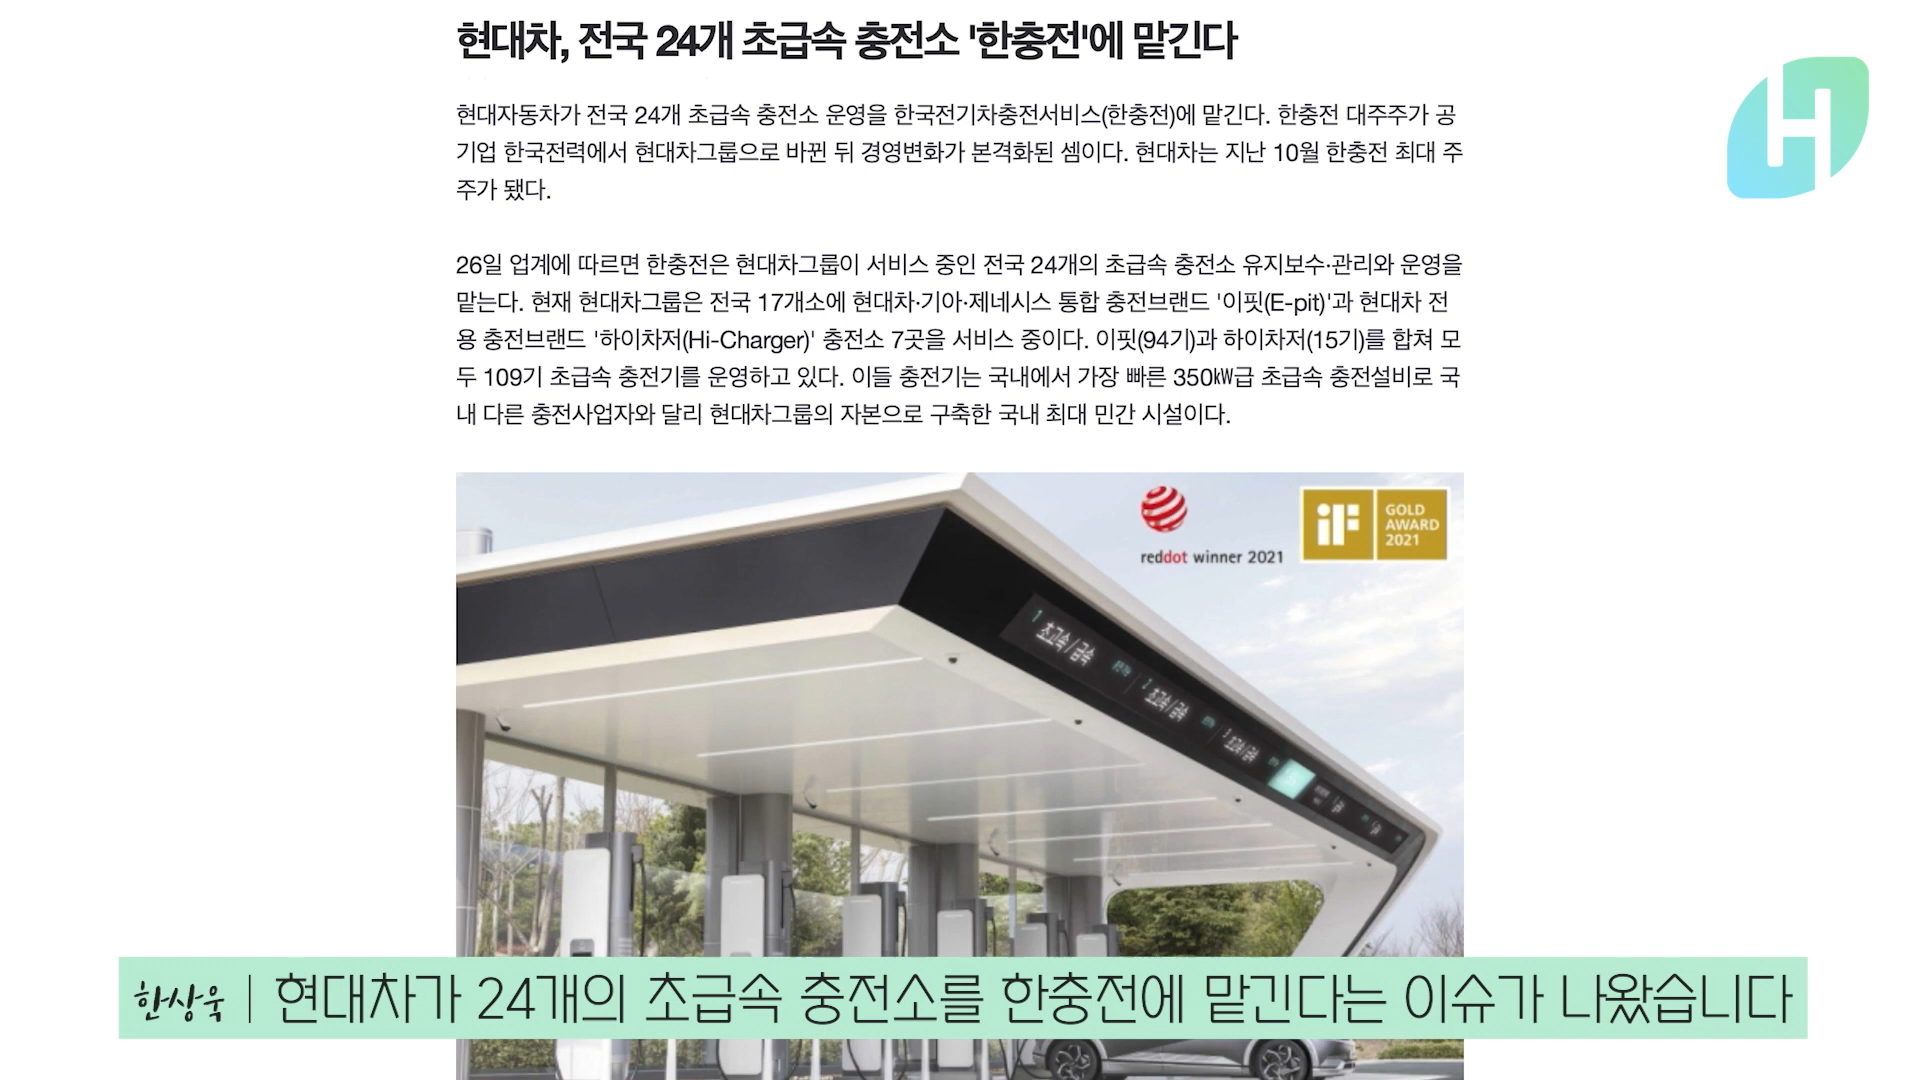 현대차, 전국 24개 초급속 충전소 '한충전'에 맡긴다
현대자동차가 전국 24개 초급속 충전소 운영을 한국전기차충전서비스(한충전)에 맡긴다. 한충전 대주주가 공
기업 한국전력에서 현대차그룹으로 바뀐 뒤 경영변화가 본격화된 셈이다. 현대차는 지난 10월 한충전 최대 주
주가 됐다.
26일 업계에 따르면 한충전은 현대차그룹이 서비스 중인 전국 24개의 초급속 충전소 유지보수·관리와 운영을
맡는다. 현재 현대차그룹은 전국 17개소에 현대차·기아·제네시스 통합 충전브랜드 '이핏(E-pit)'과 현대차 전
용 충전브랜드 '하이차저(Hi-Charger)' 충전소 7곳을 서비스 중이다. 이핏(94기)과 하이차저(15기)를 합쳐 모
두 109기 초급속 충전기를 운영하고 있다. 이들 충전기는 국내에서 가장 빠른 350㎾급 초급속 충전설비로 국
내 다른 충전사업자와 달리 현대차그룹의 자본으로 구축한 국내 최대 민간 시설이다.
reddot winner 2021
iF
GOLD
AWARD
2021
1 초고속/급속
한상욱 | 현대차가 24개의 초급속 충전소를 한충전에 맡긴다는 이슈가 나왔습니다